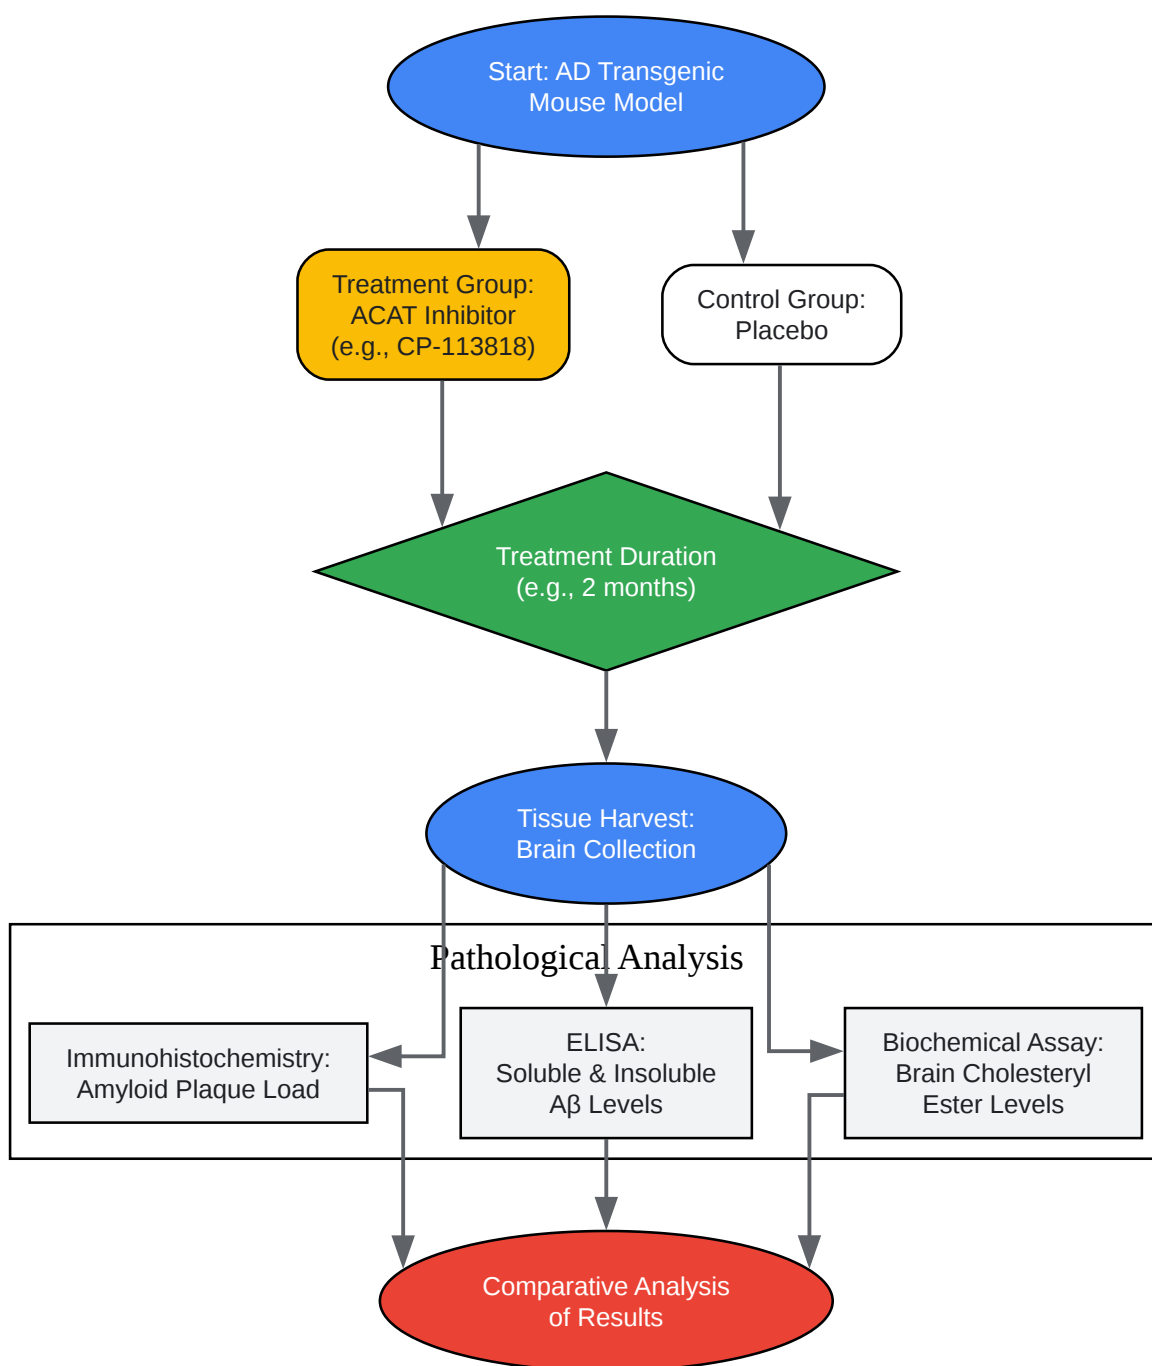 Start: AD Transgenic
Mouse Model
Treatment Group:
ACAT Inhibitor
(e.g., CP-113818)
Control Group:
Placebo
Treatment Duration
(e.g., 2 months)
Tissue Harvest:
Brain Collection
Pathological Analysis
Immunohistochemistry:
Amyloid Plaque Load
ELISA:
Soluble & Insoluble
Aβ Levels
Biochemical Assay:
Brain Cholesteryl
Ester Levels
Comparative Analysis
of Results